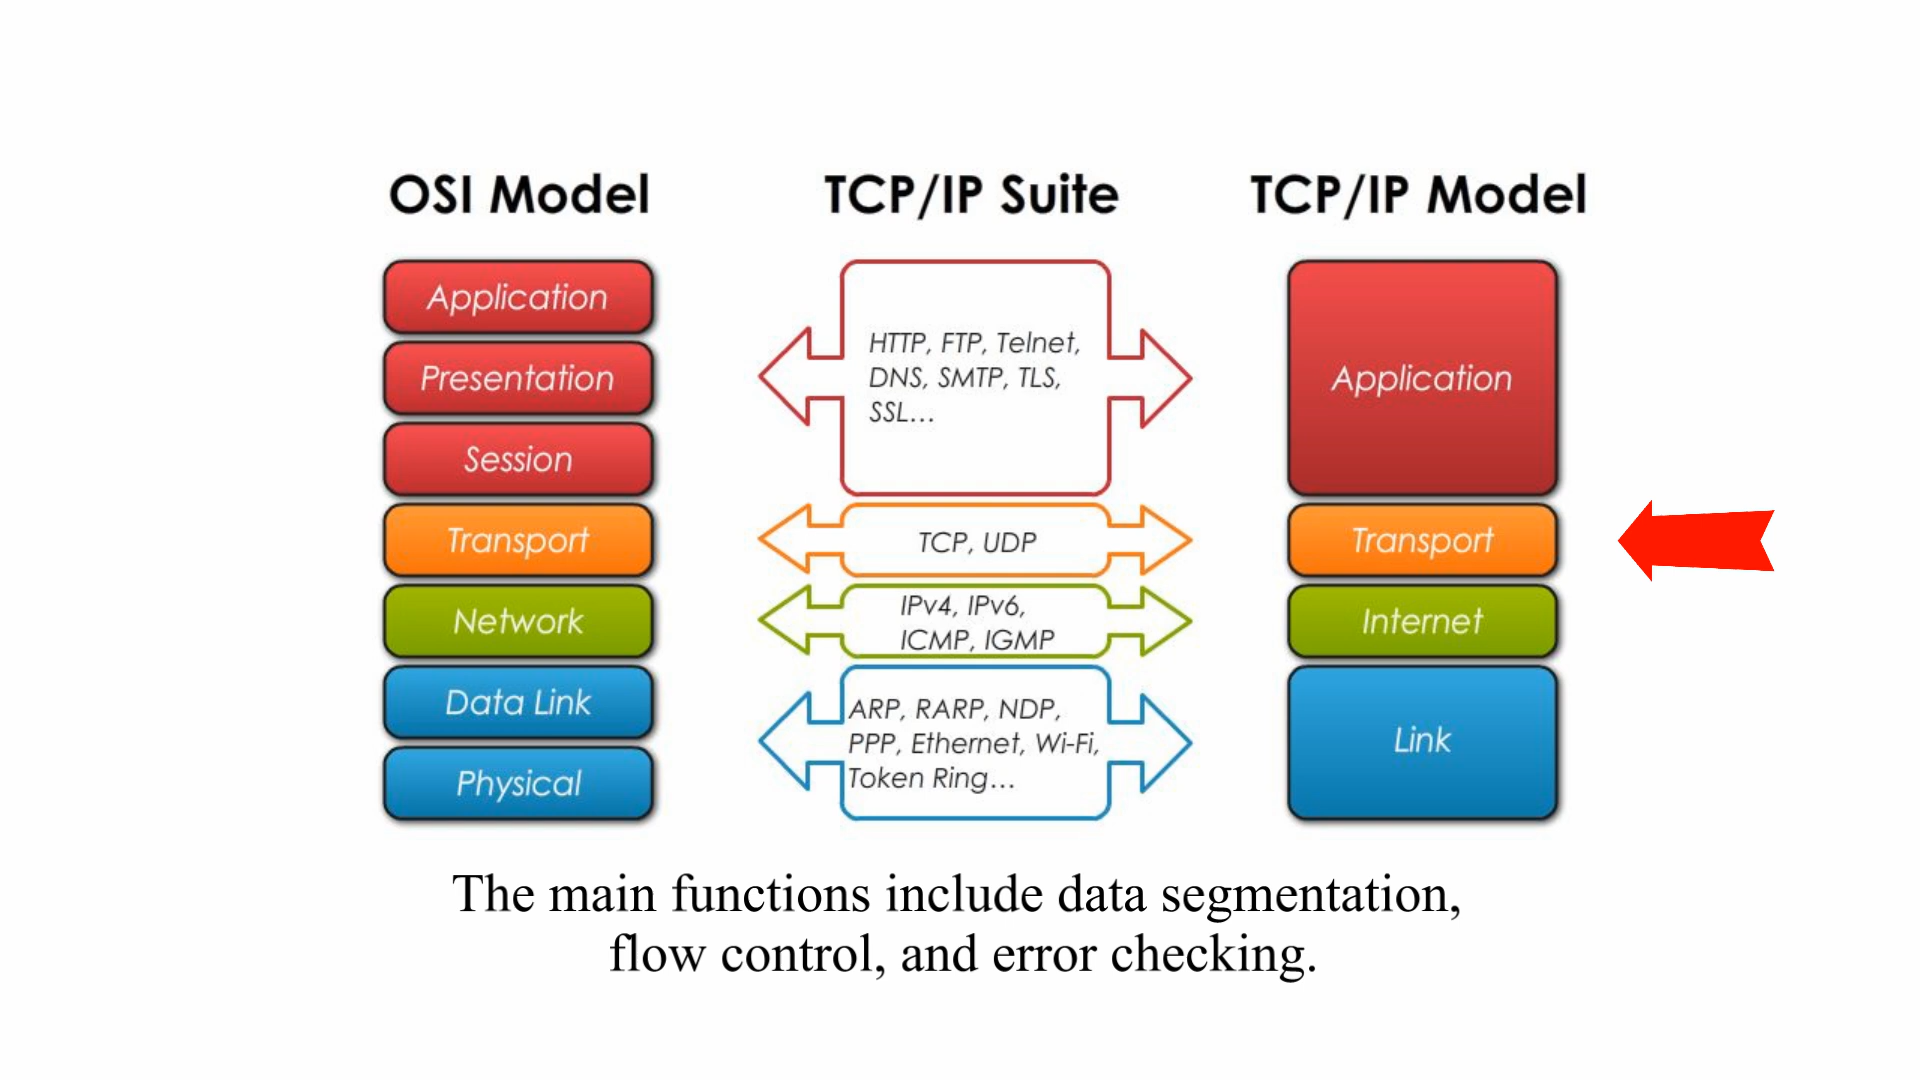 OSI Model
TCP/IP Suite
TCP/IP Model
Application
Presentation
Session
Transport
Network
Data Link
Physical
HTTP, FTP, Telnet,
DNS, SMTP, TLS,
SSL...
TCP, UDP
IPv4, IPv6,
ICMP, IGMP
ARP, RARP, NDP,
PPP, Ethernet, Wi-Fi,
Token Ring...
Application
Transport
Internet
Link
The main functions include data segmentation,
flow control, and error checking.